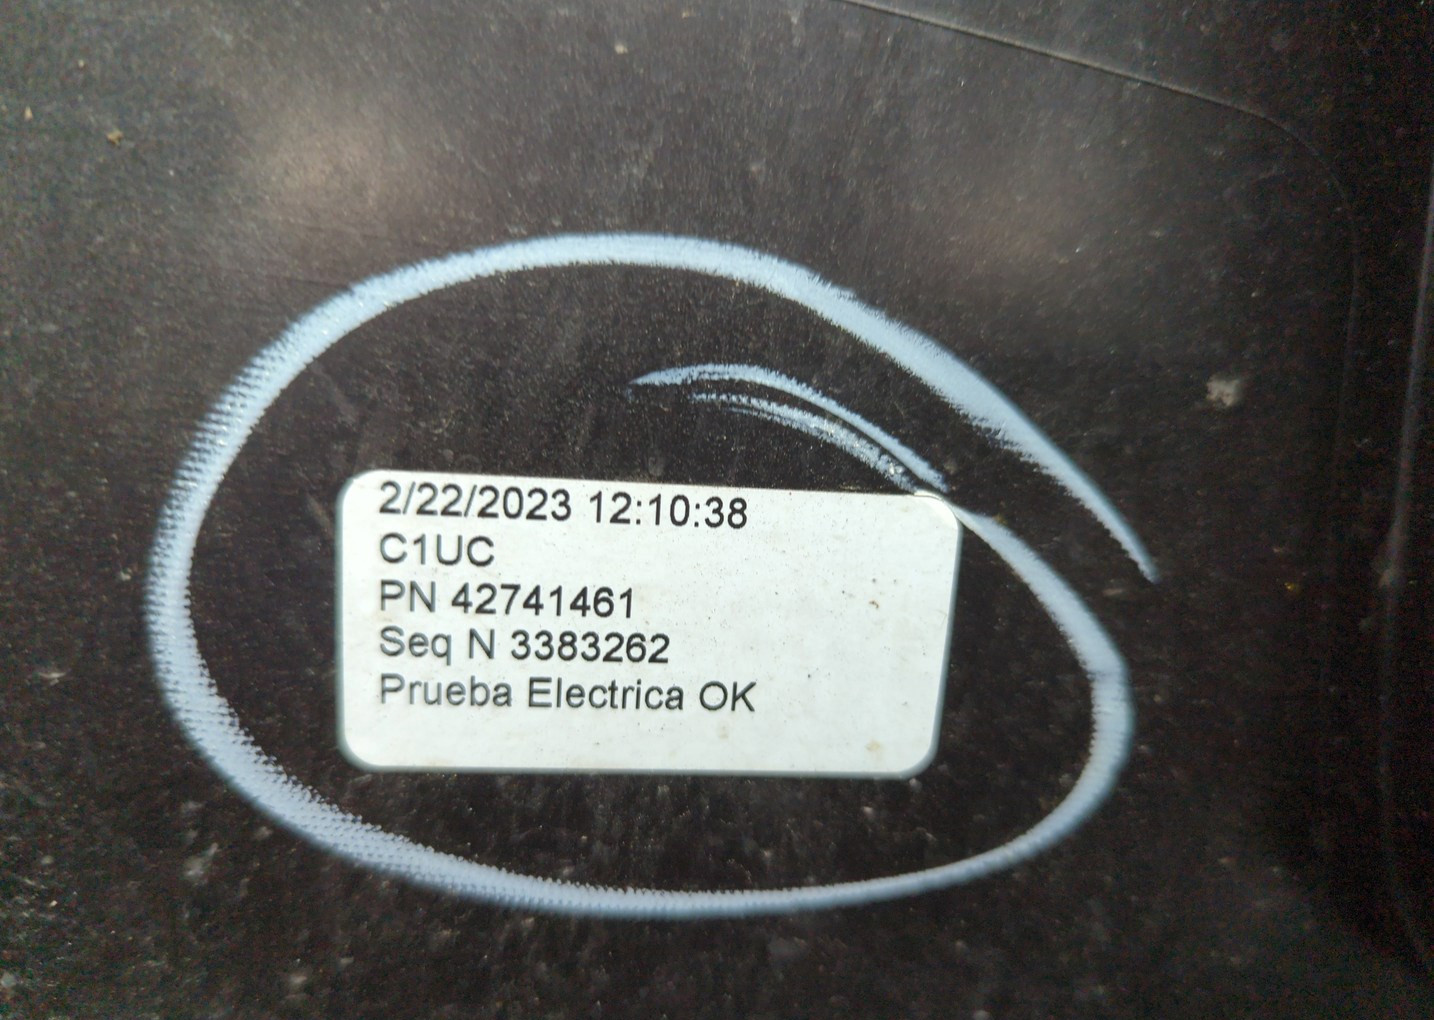 2/22/2023 12:10:38
C1UC
PN 42741461
Seq N 3383262
Prueba Electrica OK